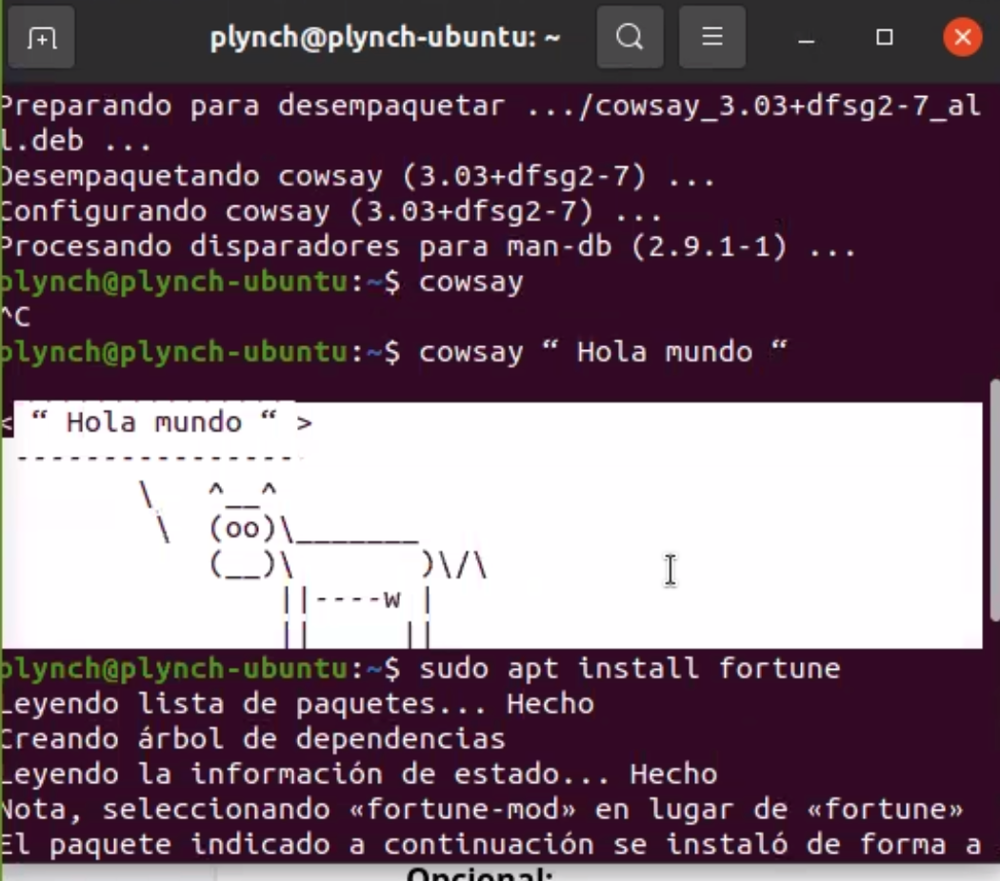 plynch@plynch-ubuntu: ~
Preparando para desempaquetar .../cowsay_3.03+dfsg2-7_al
l.deb ...
Desempaquetando cowsay (3.03+dfsg2-7) ...
Configurando cowsay (3.03+dfsg2-7) ...
Procesando disparadores para man-db (2.9.1-1) ...
plynch@plynch-ubuntu:~$ cowsay
^C
plynch@plynch-ubuntu:~$ cowsay “ Hola mundo “
< “ Hola mundo “ >
 ----------------
        \   ^__^
         \  (oo)\_______
            (__)\       )\/\
                ||----w |
                ||     ||
plynch@plynch-ubuntu:~$ sudo apt install fortune
Leyendo lista de paquetes... Hecho
Creando árbol de dependencias
Leyendo la información de estado... Hecho
Nota, seleccionando «fortune-mod» en lugar de «fortune»
El paquete indicado a continuación se instaló de forma a
Opcional: